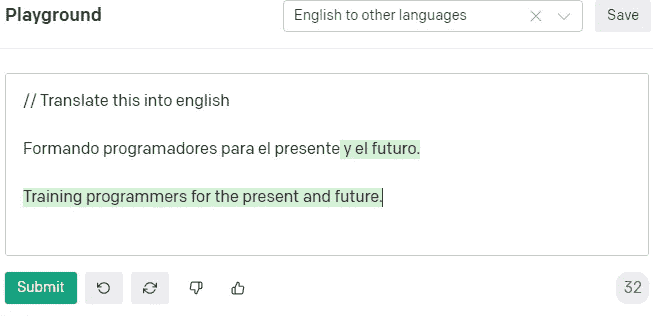 Playground
English to other languages
Save
// Translate this into english
Formando programadores para el presente y el futuro.
Training programmers for the present and future.
Submit
32